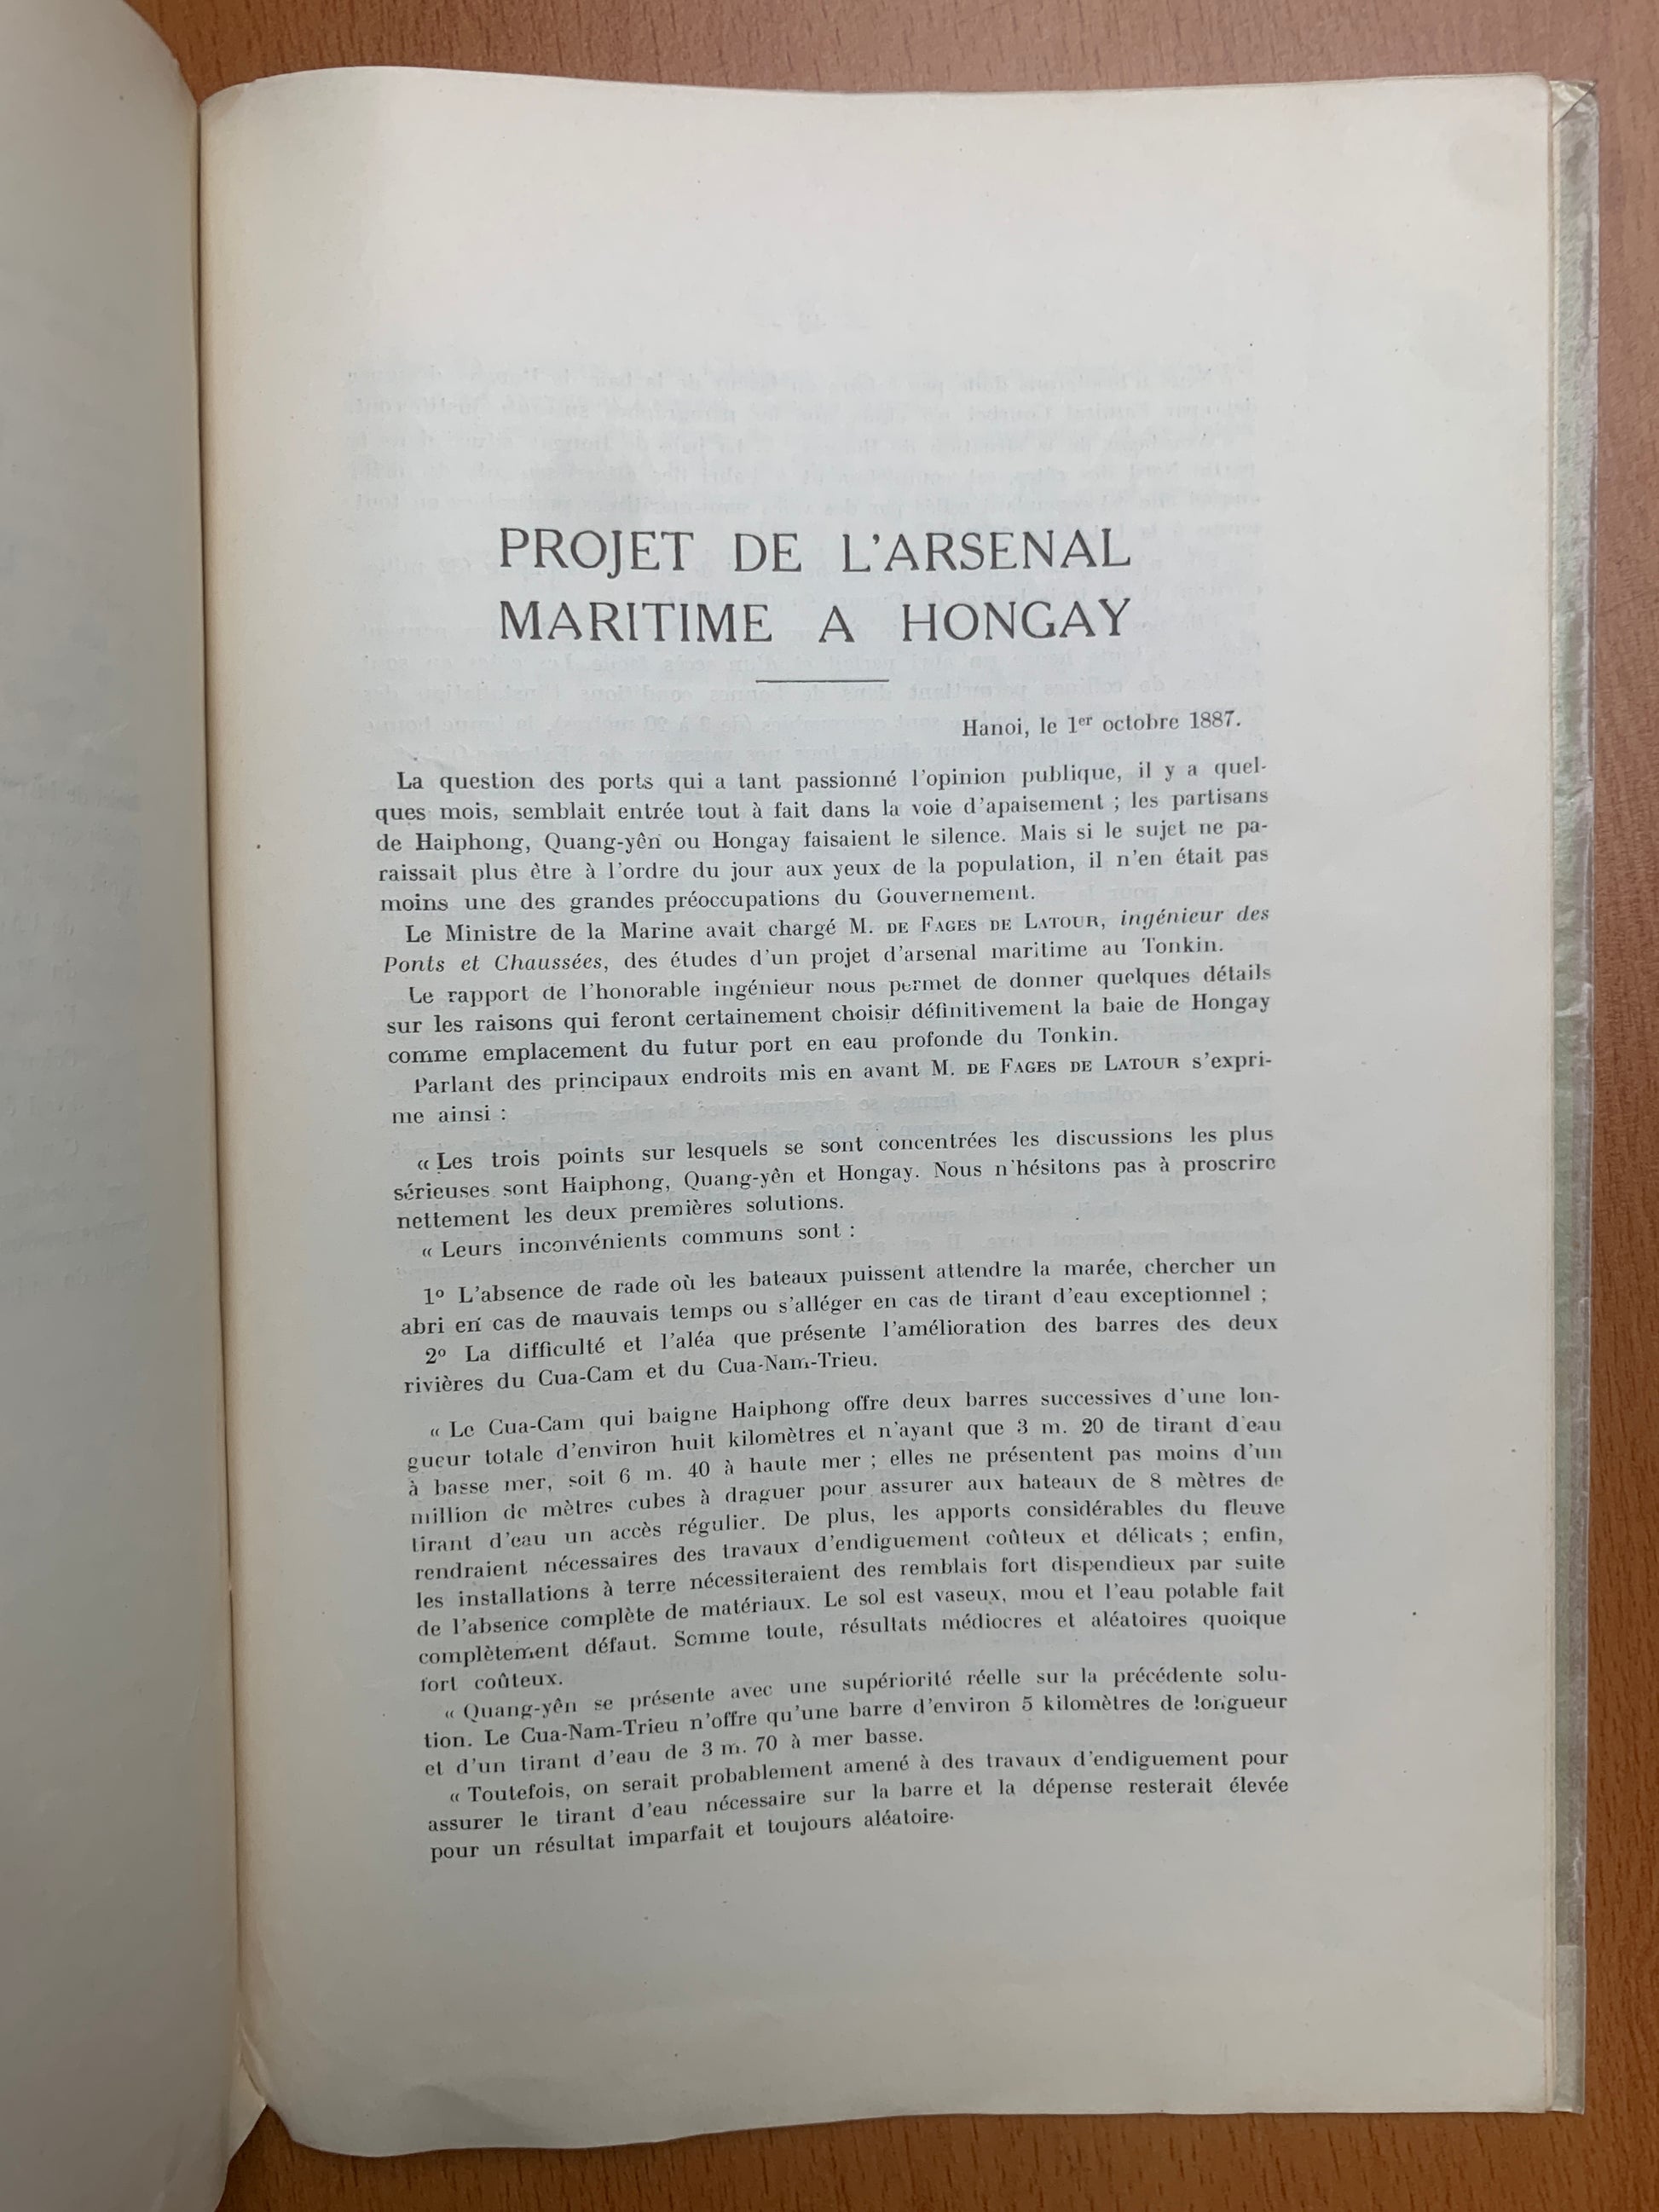 PROJET DE L'ARSENAL
MARITIME A HONGAY
Hanoi, le 1er octobre 1887.
La question des ports qui a tant passionné l'opinion publique, il y a quel-
ques mois, semblait entrée tout à fait dans la voie d'apaisement ; les partisans
de Haiphong, Quang-yên ou Hongay faisaient le silence. Mais si le sujet ne pa-
raissait plus être à l'ordre du jour aux yeux de la population, il n'en était pas
moins une des grandes préoccupations du Gouvernement.
Le Ministre de la Marine avait chargé M. DE FAGES DE LATOUR, ingénieur des
Ponts et Chaussées, des études d'un projet d'arsenal maritime au Tonkin.
Le rapport de l'honorable ingénieur nous permet de donner quelques détails
sur les raisons qui feront certainement choisir définitivement la baie de Hongay
comme emplacement du futur port en eau profonde du Tonkin.
Parlant des principaux endroits mis en avant M. DE FAGES DE LATOUR s'expri-
me ainsi :
« Les trois points sur lesquels se sont concentrées les discussions les plus
sérieuses sont Haiphong, Quang-yên et Hongay. Nous n'hésitons pas à proscrire
nettement les deux premières solutions.
« Leurs inconvénients communs sont :
1o L'absence de rade où les bateaux puissent attendre la marée, chercher un
abri en cas de mauvais temps ou s'alléger en cas de tirant d'eau exceptionnel ;
2o La difficulté et l'aléa que présente l'amélioration des barres des deux
rivières du Cua-Cam et du Cua-Nam-Trieu.
« Le Cua-Cam qui baigne Haiphong offre deux barres successives d'une lon-
gueur totale d'environ huit kilomètres et n'ayant que 3 m. 20 de tirant d'eau
à basse mer, soit 6 m. 40 à haute mer ; elles ne présentent pas moins d'un
million de mètres cubes à draguer pour assurer aux bateaux de 8 mètres de
tirant d'eau un accès régulier. De plus, les apports considérables du fleuve
rendraient nécessaires des travaux d'endiguement coûteux et délicats ; enfin,
les installations à terre nécessiteraient des remblais fort dispendieux par suite
de l'absence complète de matériaux. Le sol est vaseux, mou et l'eau potable fait
complètement défaut. Somme toute, résultats médiocres et aléatoires quoique
fort coûteux.
« Quang-yên se présente avec une supériorité réelle sur la précédente solu-
tion. Le Cua-Nam-Trieu n'offre qu'une barre d'environ 5 kilomètres de longueur
et d'un tirant d'eau de 3 m. 70 à mer basse.
« Toutefois, on serait probablement amené à des travaux d'endiguement pour
assurer le tirant d'eau nécessaire sur la barre et la dépense resterait élevée
pour un résultat imparfait et toujours aléatoire.